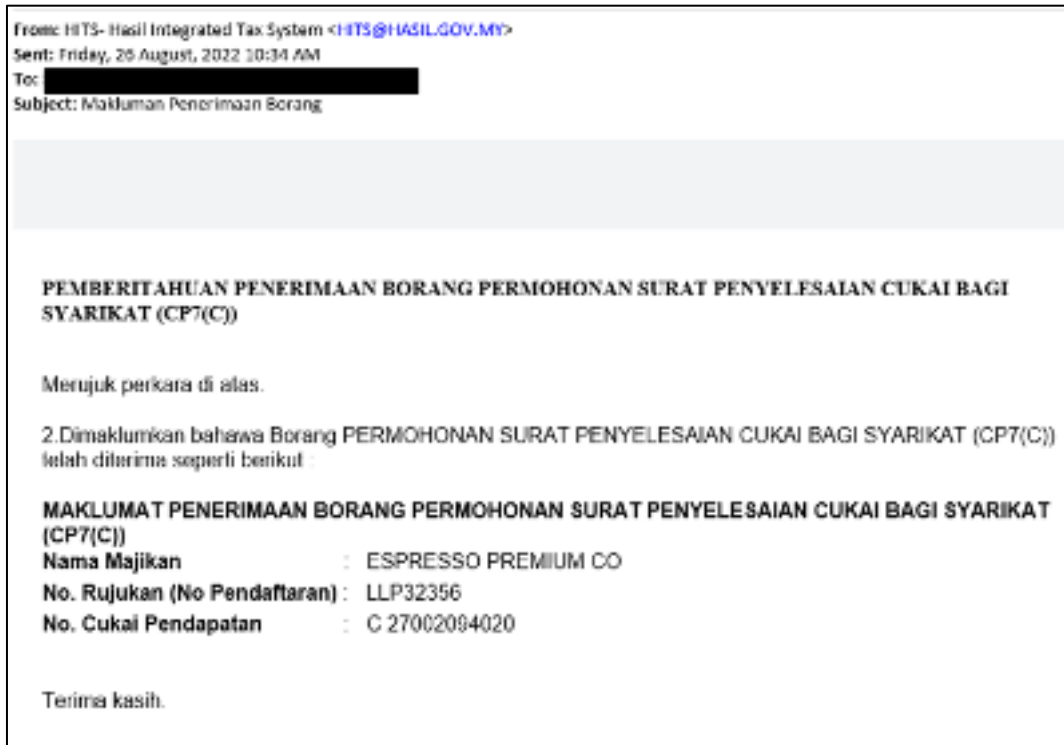 From: HITS- Hasil Integrated Tax System <HITS@HASIL.GOV.MY>
Sent: Friday, 26 August, 2022 10:34 AM
To:
Subject: Makluman Penerimaan Borang
PEMBERITAHUAN PENERIMAAN BORANG PERMOHONAN SURAT PENYELESAIAN CUKAI BAGI
SYARIKAT (CP7(C))
Merujuk perkara di atas.
2.Dimaklumkan bahawa Borang PERMOHONAN SURAT PENYELESAIAN CUKAI BAGI SYARIKAT (CP7(C))
telah diterima seperti berikut :
MAKLUMAT PENERIMAAN BORANG PERMOHONAN SURAT PENYELESAIAN CUKAI BAGI SYARIKAT
(CP7(C))
Nama Majikan : ESPRESSO PREMIUM CO
No. Rujukan (No Pendaftaran) : LLP32356
No. Cukai Pendapatan : C 27002094020
Terima kasih.